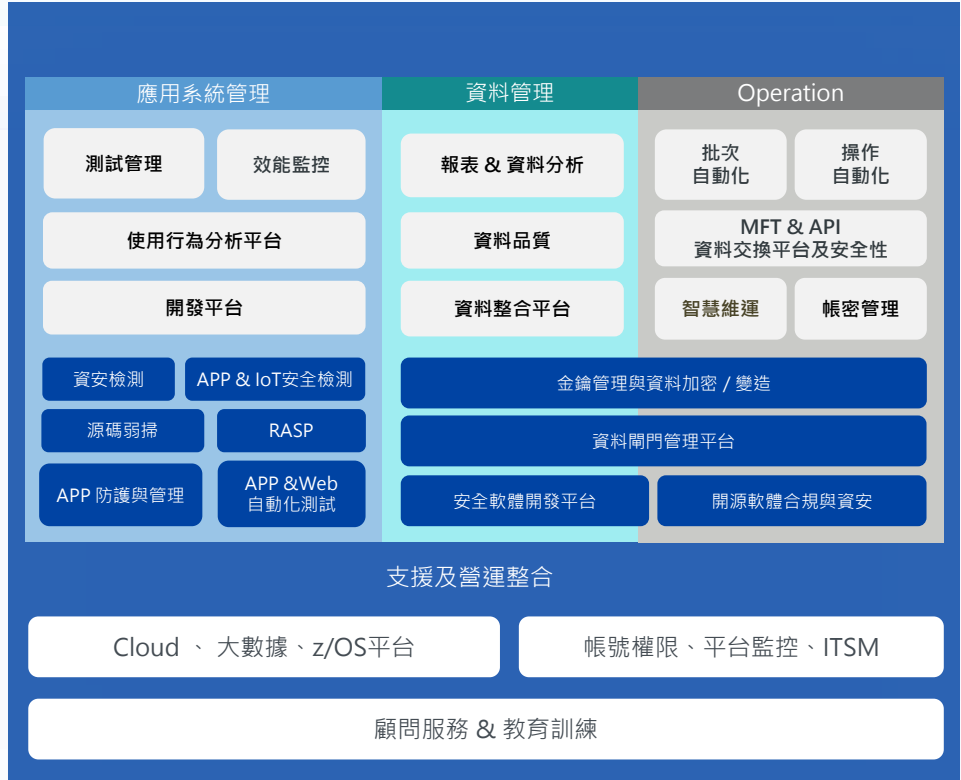 應用系統管理
資料管理
Operation
測試管理
效能監控
使用行為分析平台
開發平台
報表 & 資料分析
資料品質
資料整合平台
批次
自動化
操作
自動化
MFT & API
資料交換平台及安全性
智慧維運
帳密管理
資安檢測
APP & IoT安全檢測
源碼弱掃
RASP
APP 防護與管理
APP &Web
自動化測試
金鑰管理與資料加密 / 變造
資料閘門管理平台
安全軟體開發平台
開源軟體合規與資安
支援及營運整合
Cloud 、 大數據、z/OS平台
帳號權限、平台監控、ITSM
顧問服務 & 教育訓練